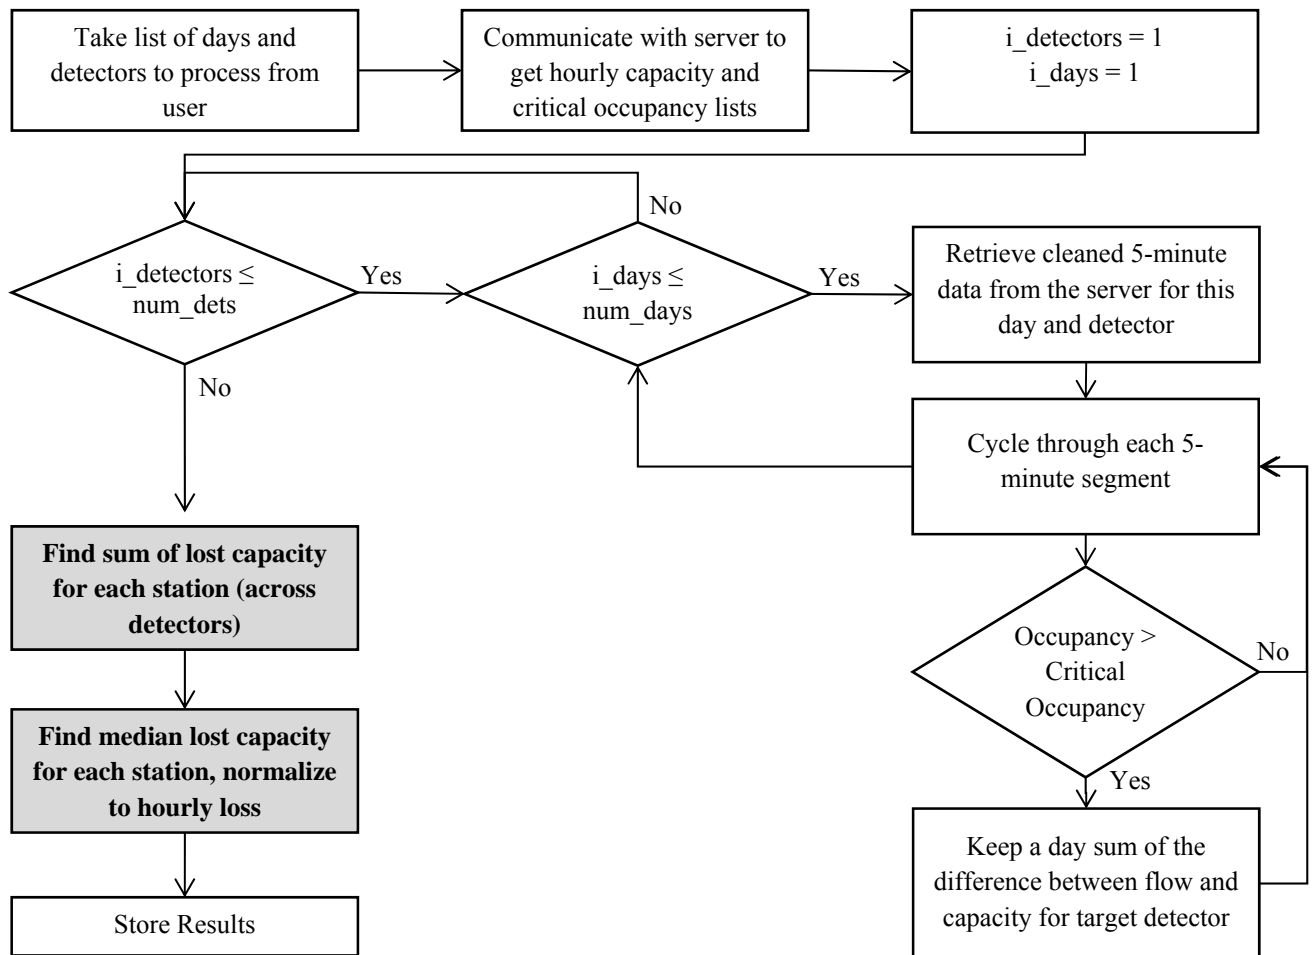 Take list of days and
detectors to process from
user
Communicate with server to
get hourly capacity and
critical occupancy lists
i_detectors = 1
i_days = 1
No
i_detectors ≤
num_dets
Yes
i_days ≤
num_days
Yes
Retrieve cleaned 5-minute
data from the server for this
day and detector
No
Cycle through each 5-
minute segment
Find sum of lost capacity
for each station (across
detectors)
Occupancy >
Critical
Occupancy
No
Yes
Find median lost capacity
for each station, normalize
to hourly loss
Keep a day sum of the
difference between flow and
capacity for target detector
Store Results